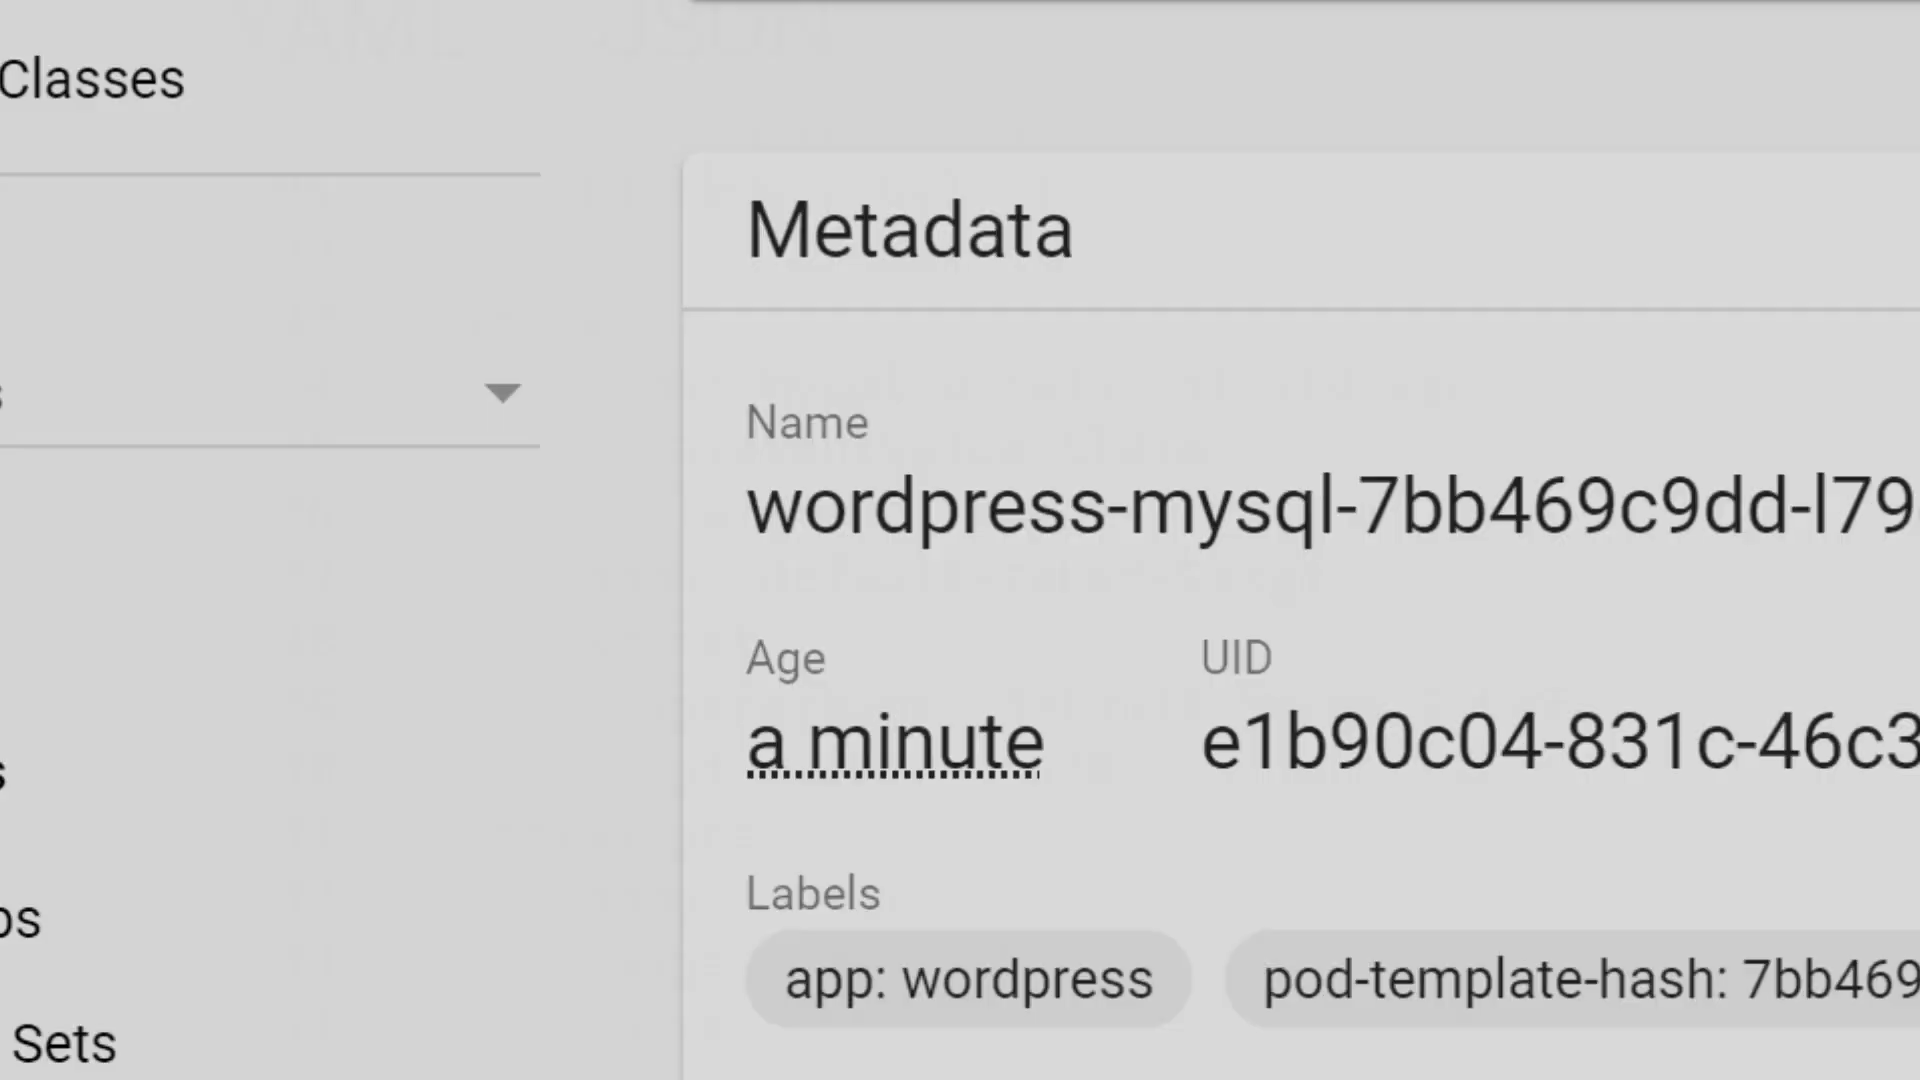 Classes
Metadata
Name
wordpress-mysql-7bb469c9dd-l79
Age
UID
a minute
e1b90c04-831c-46c3
Labels
app: wordpress
pod-template-hash: 7bb469
Sets